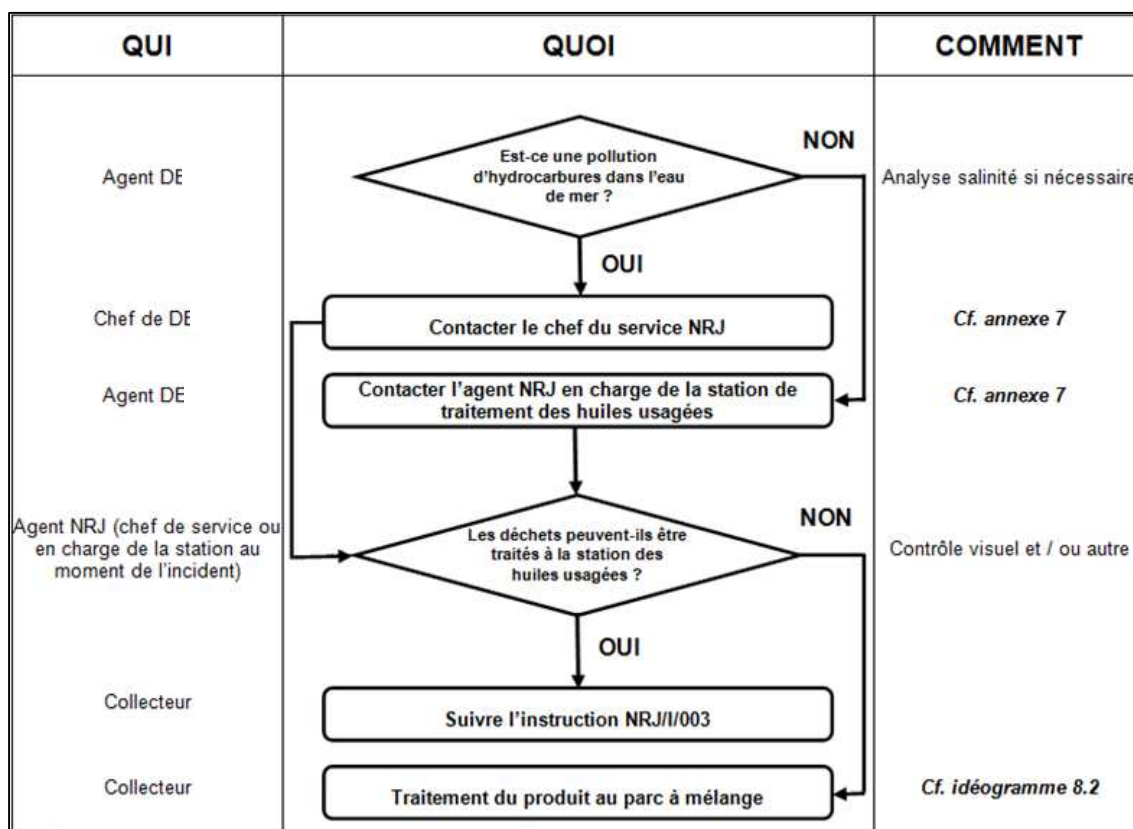 QUI
QUOI
COMMENT
Agent DE
Est-ce une pollution
d'hydrocarbures dans l'eau
de mer ?
NON
Analyse salinité si nécessaire
OUI
Chef de DE
Contacter le chef du service NRJ
Cf. annexe 7
Agent DE
Contacter l'agent NRJ en charge de la station de
traitement des huiles usagées
Cf. annexe 7
Agent NRJ (chef de service ou
en charge de la station au
moment de l'incident)
Les déchets peuvent-ils être
traités à la station des
huiles usagées ?
NON
Contrôle visuel et / ou autre
OUI
Collecteur
Suivre l'instruction NRJ/I/003
Collecteur
Traitement du produit au parc à mélange
Cf. idéogramme 8.2